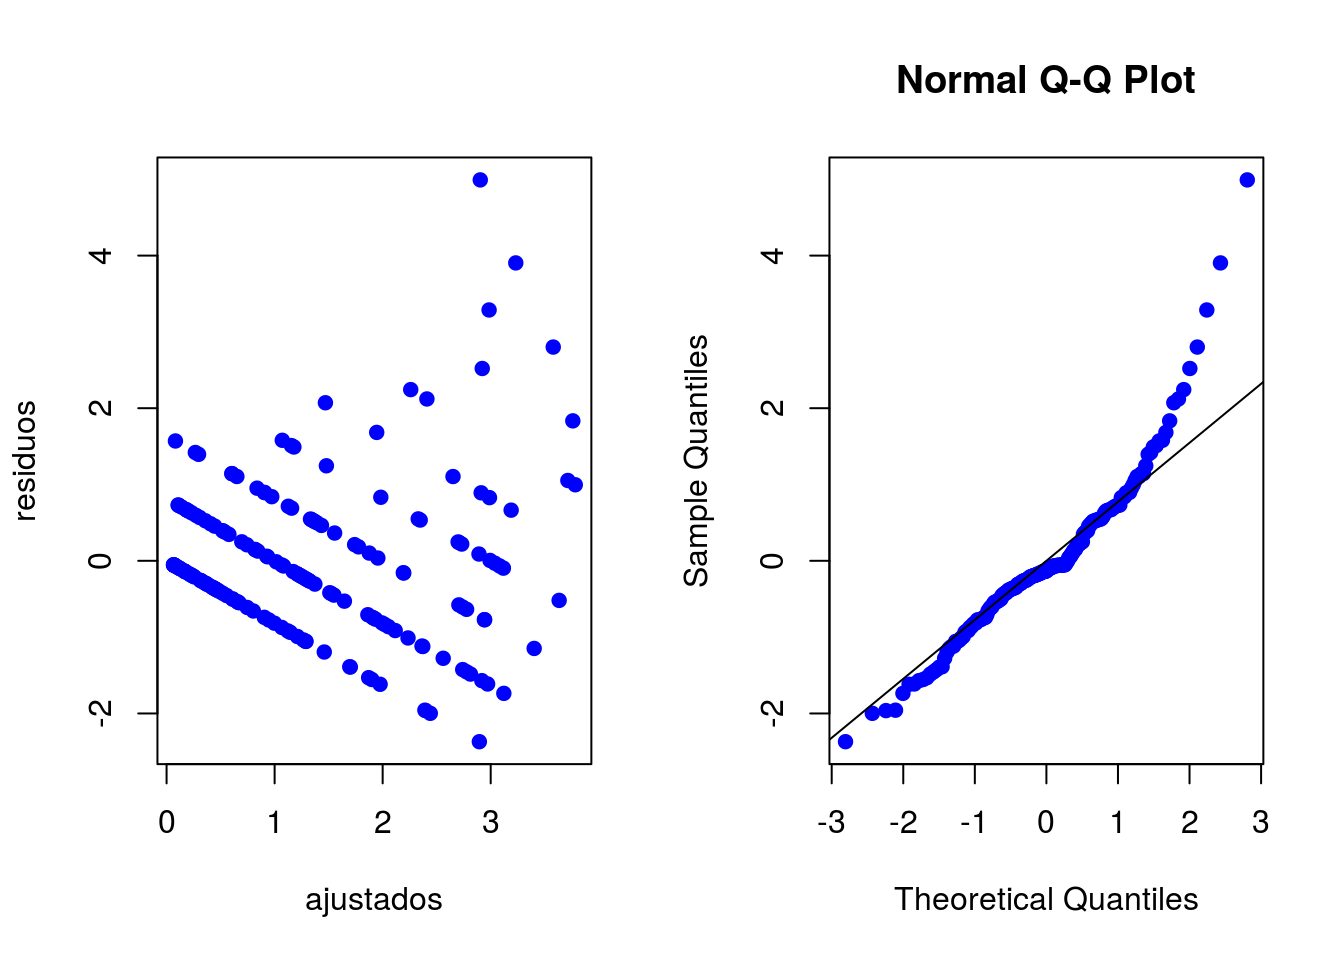 residuos
4
2
0
-2
0 1 2 3
ajustados
Normal Q-Q Plot
Sample Quantiles
4
2
0
-2
-3 -2 -1 0 1 2 3
Theoretical Quantiles